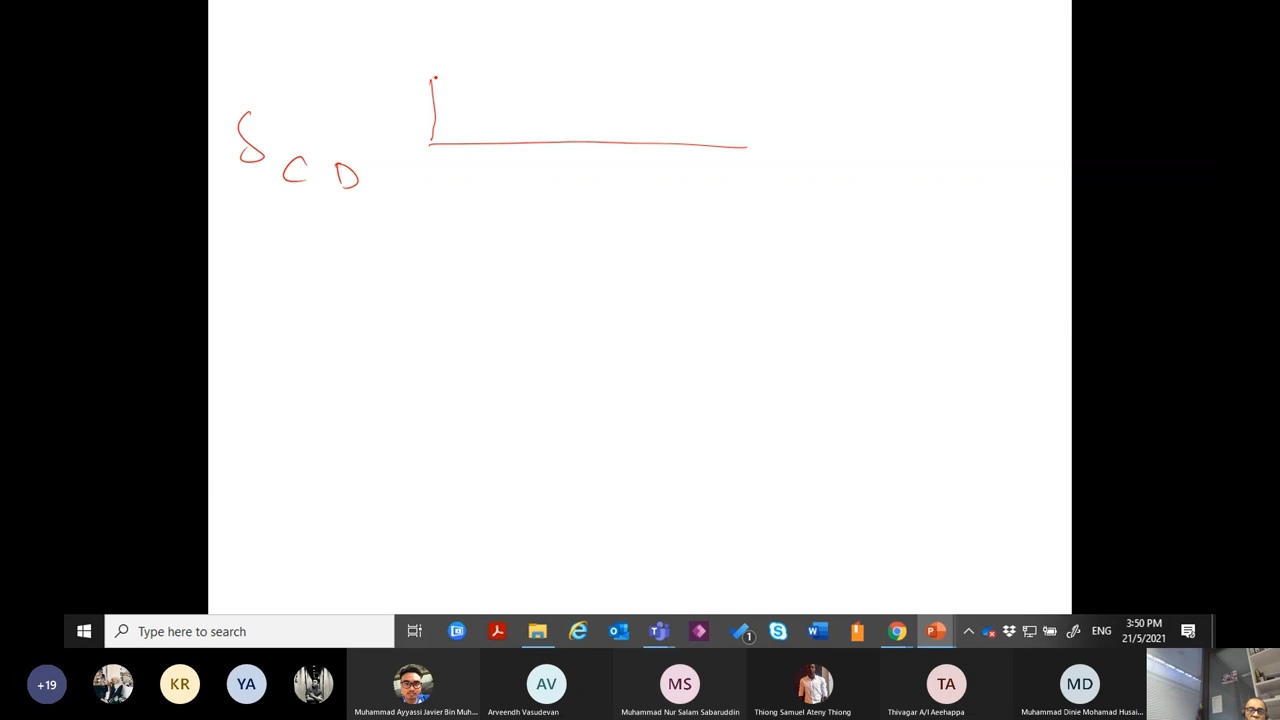 δ
C D
Type here to search
1
ENG
3:50 PM
21/5/2021
+19
KR
YA
AV
MS
TA
MD
Muhammad Ayyassi Javier Bin Muh...
Arveendh Vasudevan
Muhammad Nur Salam Sabaruddin
Thiong Samuel Ateny Thiong
Thivagar A/l Aeehappa
Muhammad Dinie Mohamad Husai...